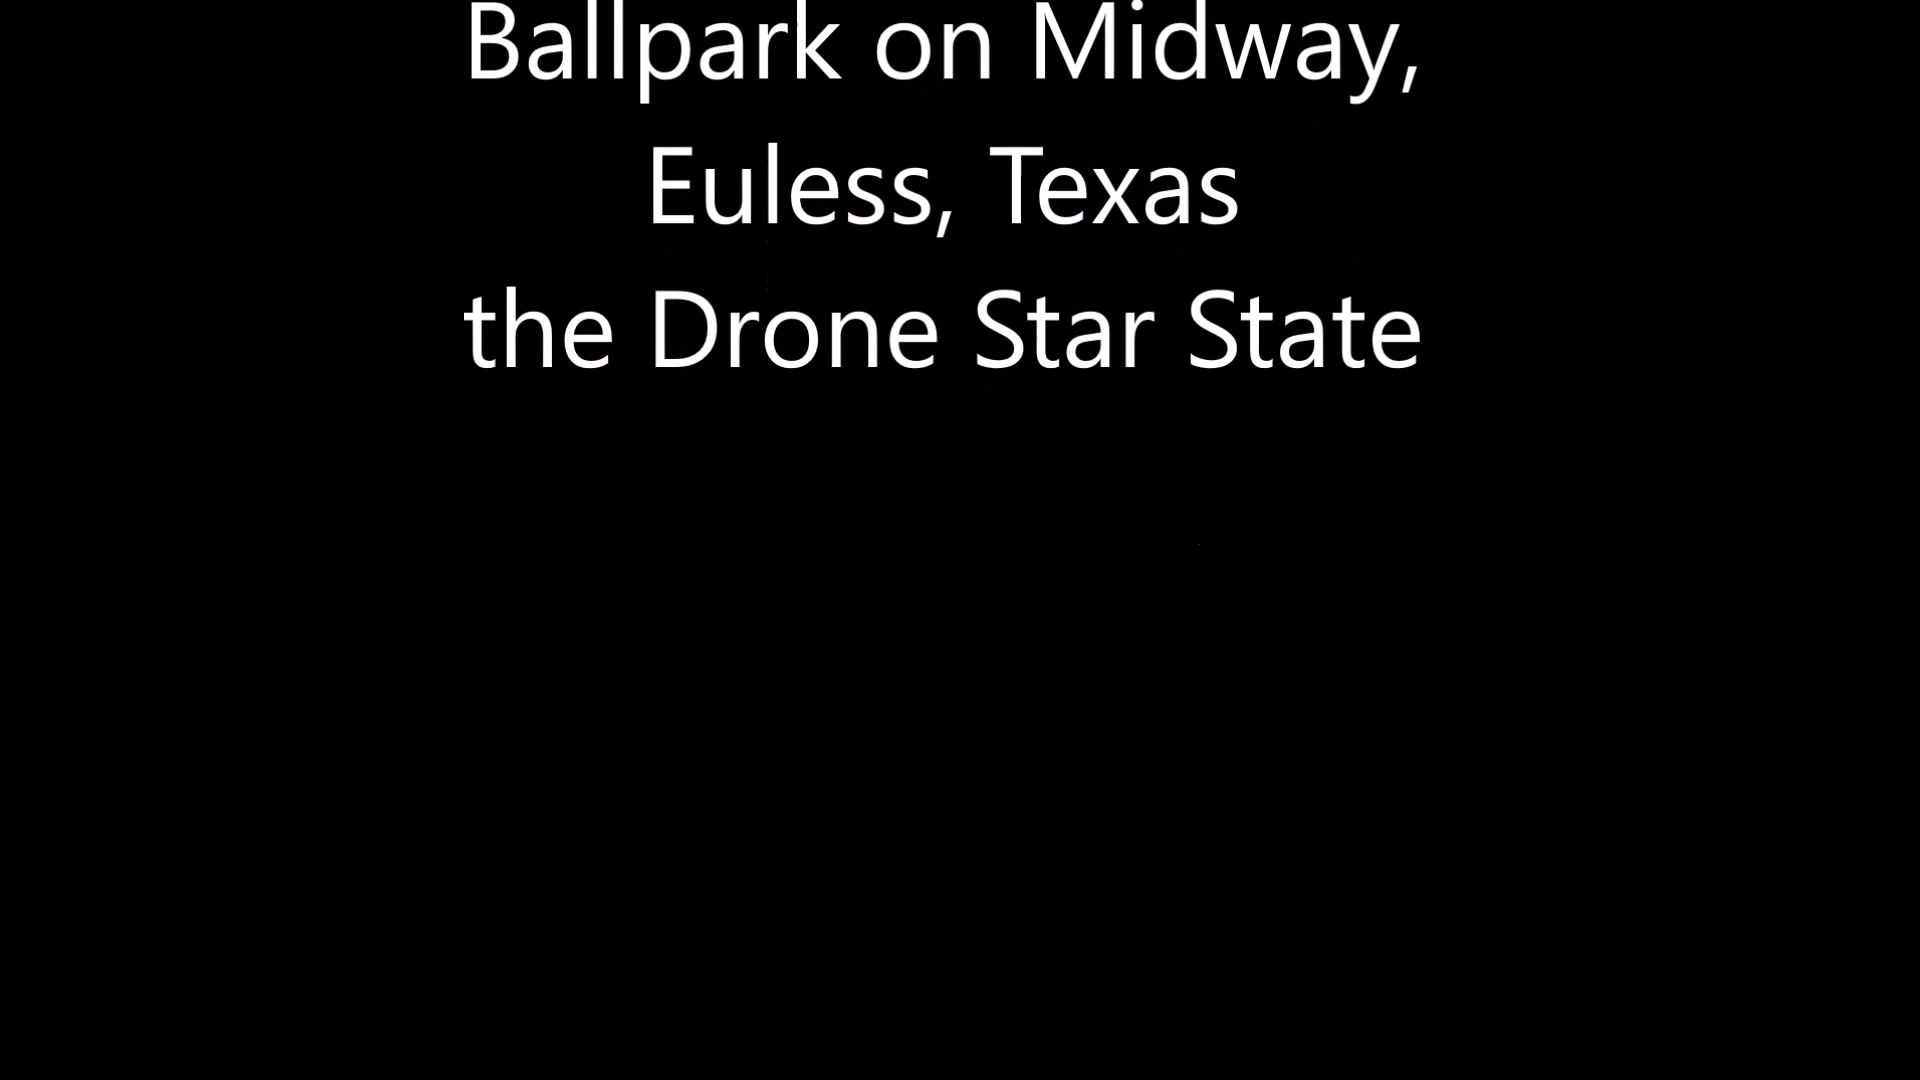 Ballpark on Midway,
Euless, Texas
the Drone Star State